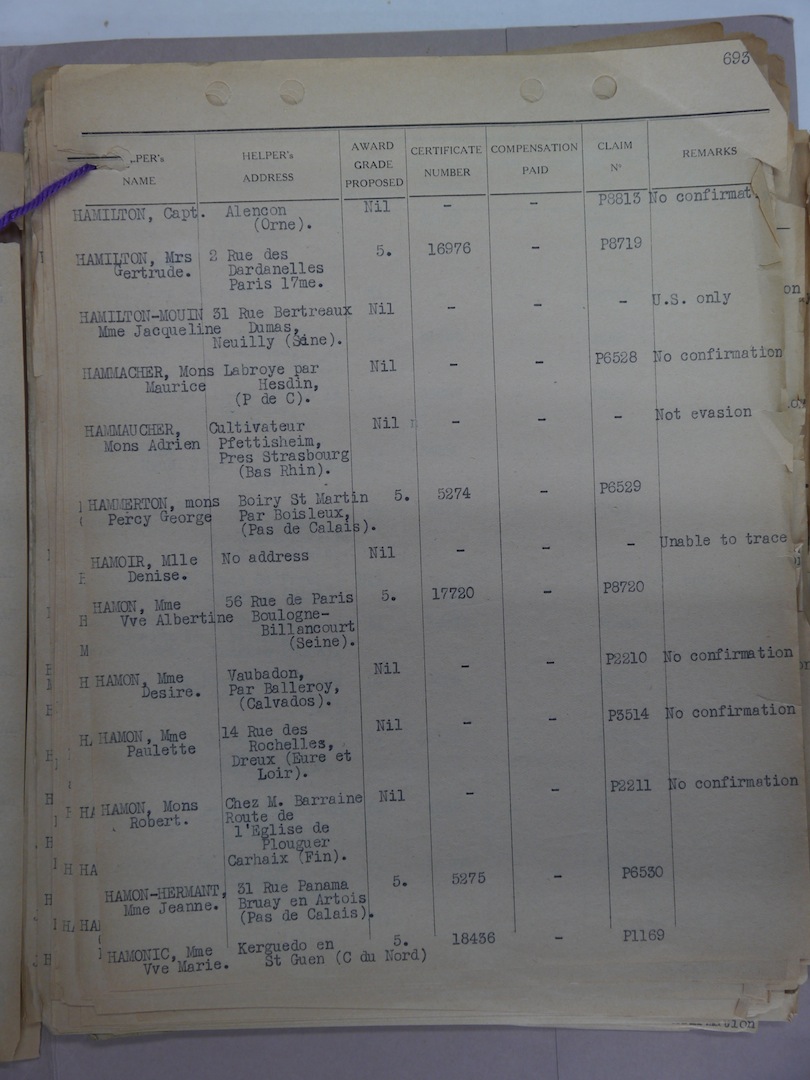 693
HELPER's AWARD CERTIFICATE COMPENSATION CLAIM REMARKS
NAME ADDRESS GRADE PROPOSED NUMBER PAID Nº
HAMILTON, Capt. Alencon Nil - - P8813 No confirmat
(Orne).
HAMILTON, Mrs 2 Rue des 5. 16976 - P8719
Gertrude. Dardanelles
Paris 17me.
HAMILTON-MOUIN 31 Rue Bertreaux Nil - - - U.S. only
Mme Jacqueline Dumas,
Neuilly (Seine).
HAMMACHER, Mons Labroye par Nil - - P6528 No confirmation
Maurice Hesdin,
(P de C).
HAMMAUCHER, Cultivateur Nil - - - Not evasion
Mons Adrien Pfettisheim,
Pres Strasbourg
(Bas Rhin).
HAMMERTON, mons Boiry St Martin 5. 5274 - P6529
Percy George Par Boisleux,
(Pas de Calais).
HAMOIR, Mlle No address Nil - - - Unable to trace
Denise.
HAMON, Mme 56 Rue de Paris 5. 17720 - P8720
Vve Albertine Boulogne-
Billancourt
(Seine).
HAMON, Mme Vaubadon, Nil - - P2210 No confirmation
Desire. Par Balleroy,
(Calvados).
HAMON, Mme 14 Rue des Nil - - P3514 No confirmation
Paulette Rochelles,
Dreux (Eure et
Loir).
HAMON, Mons Chez M. Barraine Nil - - P2211 No confirmation
Robert. Route de
l'Eglise de
Plouguer
Carhaix (Fin).
HAMON-HERMANT, 31 Rue Panama 5. 5275 - P6530
Mme Jeanne. Bruay en Artois
(Pas de Calais).
HAMONIC, Mme Kerguedo en 5. 18436 - P1169
Vve Marie. St Guen (C du Nord)